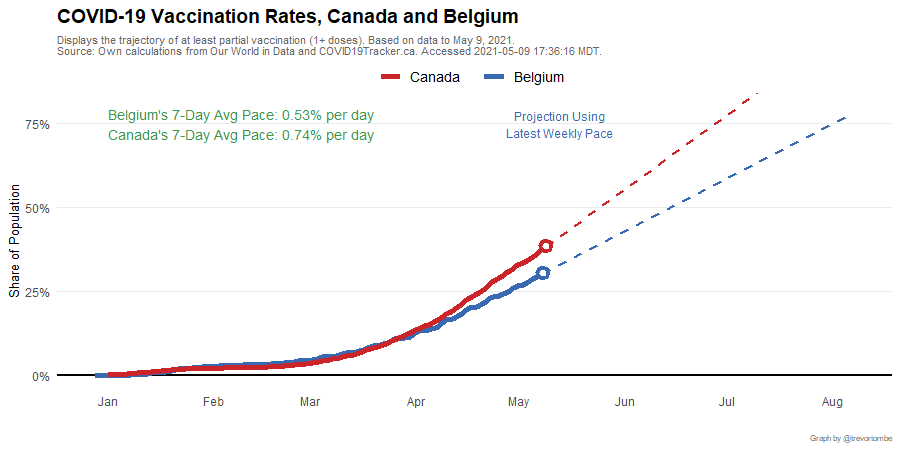 COVID-19 Vaccination Rates, Canada and Belgium
Displays the trajectory of at least partial vaccination (1+ doses). Based on data to May 9, 2021.
Source: Own calculations from Our World in Data and COVID19Tracker.ca. Accessed 2021-05-09 17:36:16 MDT.
Canada Belgium
Belgium's 7-Day Avg Pace: 0.53% per day
Canada's 7-Day Avg Pace: 0.74% per day
Projection Using
Latest Weekly Pace
Share of Population
75%
50%
25%
0%
Jan Feb Mar Apr May Jun Jul Aug
Graph by @trevortombe